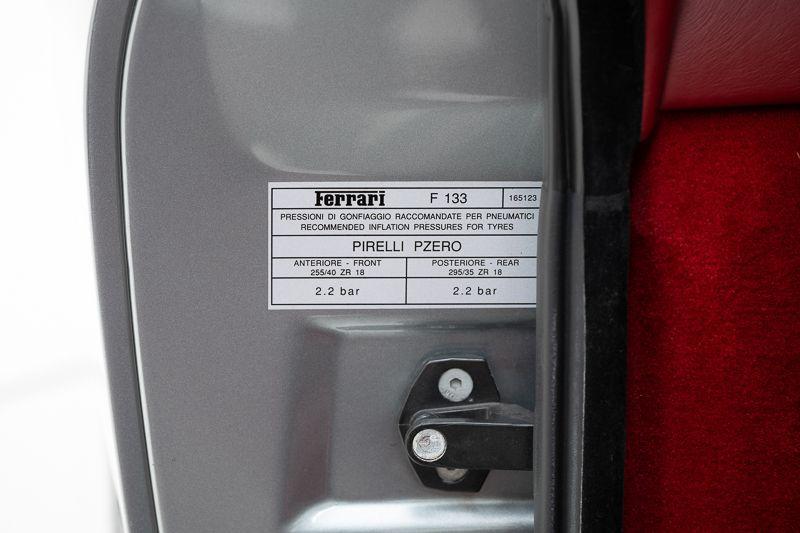 Ferrari F 133 165123
PRESSIONI DI GONFIAGGIO RACCOMANDATE PER PNEUMATICI
RECOMMENDED INFLATION PRESSURES FOR TYRES
PIRELLI PZERO
ANTERIORE - FRONT POSTERIORE - REAR
255/40 ZR 18 295/35 ZR 18
2.2 bar 2.2 bar